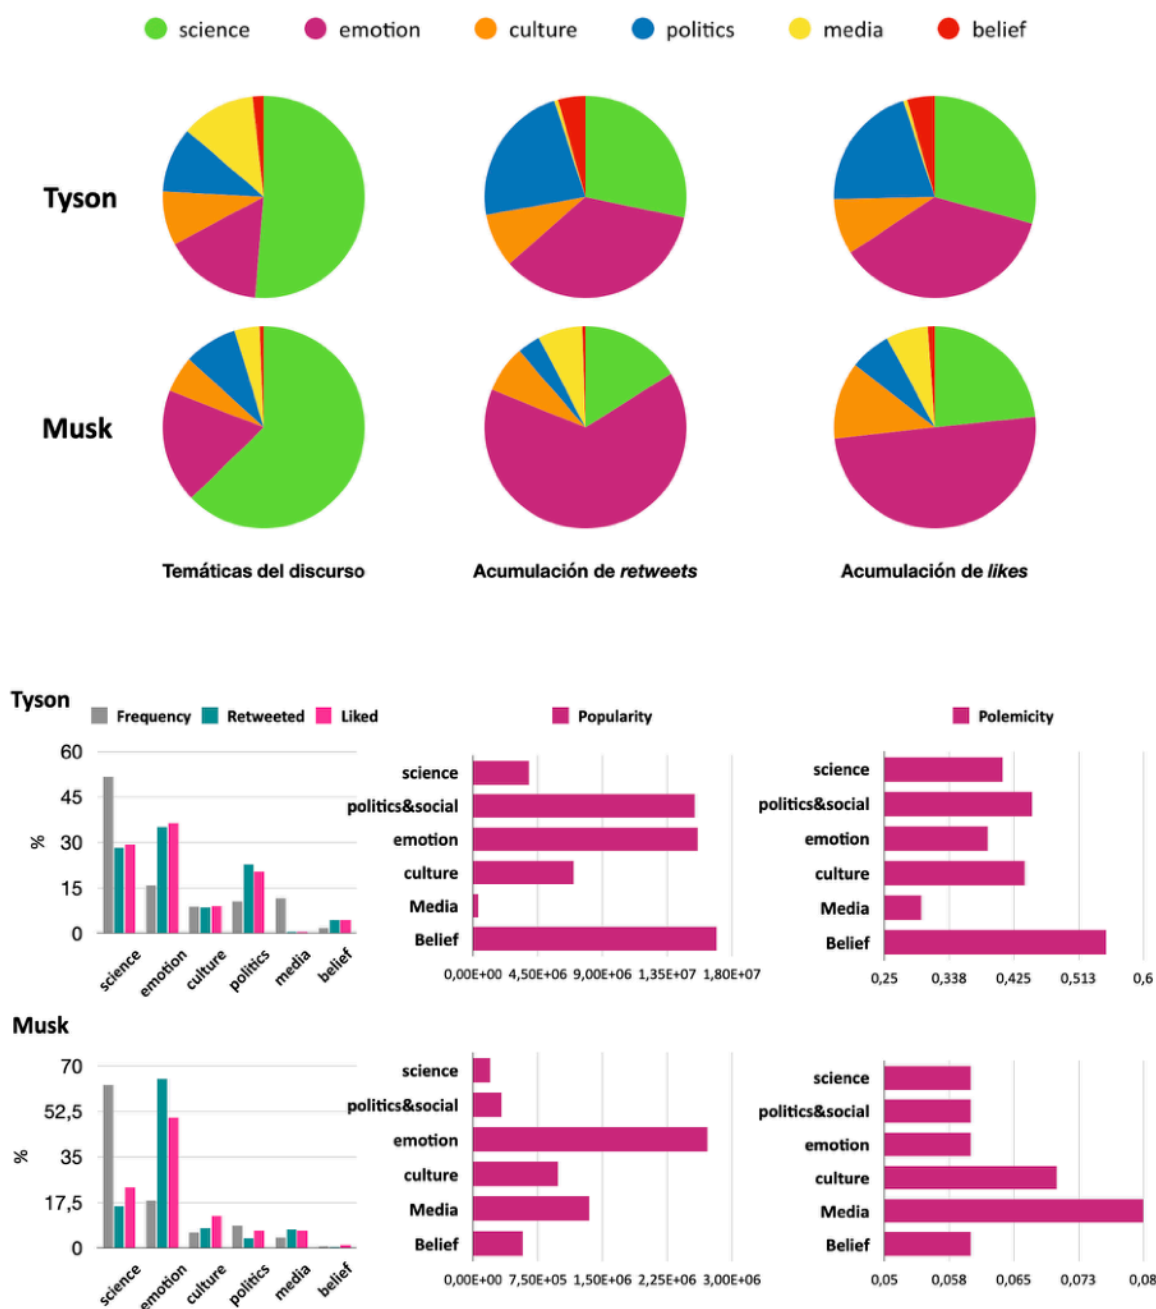 science emotion culture politics media belief
Tyson
Musk
Temáticas del discurso Acumulación de retweets Acumulación de likes
Tyson
Frequency Retweeted Liked
60
45
30
15
0
%
science emotion culture politics media belief
Popularity
science
politics&social
emotion
culture
Media
Belief
0,00E+00 4,50E+06 9,00E+06 1,35E+07 1,80E+07
Polemicity
science
politics&social
emotion
culture
Media
Belief
0,25 0,338 0,425 0,513 0,6
Musk
70
52,5
35
17,5
0
%
science emotion culture politics media belief
science
politics&social
emotion
culture
Media
Belief
0,00E+00 7,50E+05 1,50E+06 2,25E+06 3,00E+06
science
politics&social
emotion
culture
Media
Belief
0,05 0,058 0,065 0,073 0,08